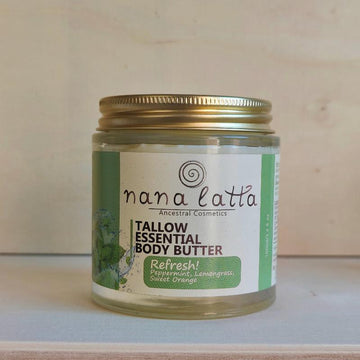 nana latta
Ancestral Cosmetics
TALLOW
ESSENTIAL
BODY BUTTER
Refresh!
Peppermint, Lemongrass,
Sweet Orange